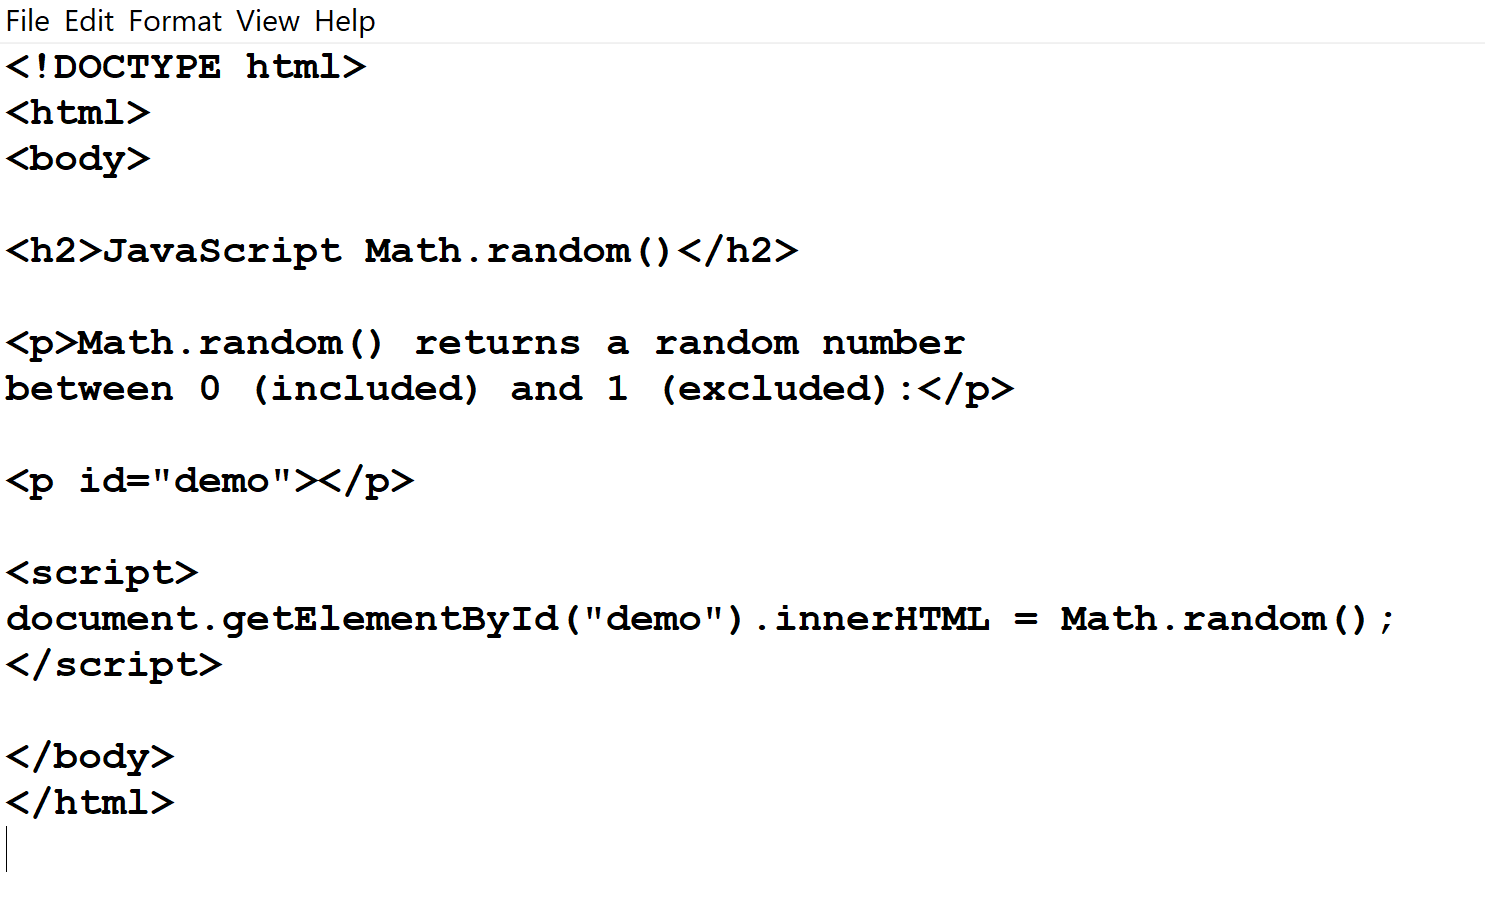 File Edit Format View Help
<!DOCTYPE html>
<html>
<body>
<h2>JavaScript Math.random()</h2>
<p>Math.random() returns a random number
between 0 (included) and 1 (excluded):</p>
<p id="demo"></p>
<script>
document.getElementById("demo").innerHTML = Math.random();
</script>
</body>
</html>